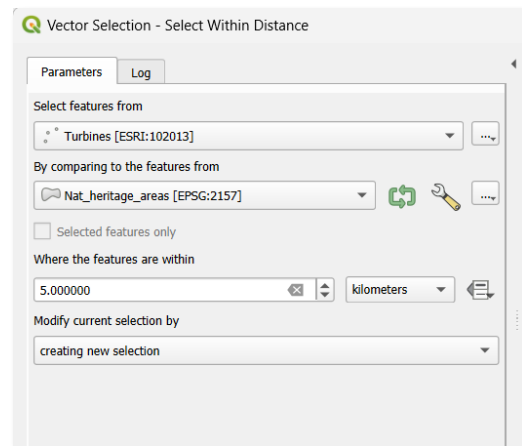 Vector Selection - Select Within Distance
Parameters
Log
Select features from
Turbines [ESRI:102013]
...
By comparing to the features from
Nat_heritage_areas [EPSG:2157]
...
Selected features only
Where the features are within
5.000000
kilometers
Modify current selection by
creating new selection